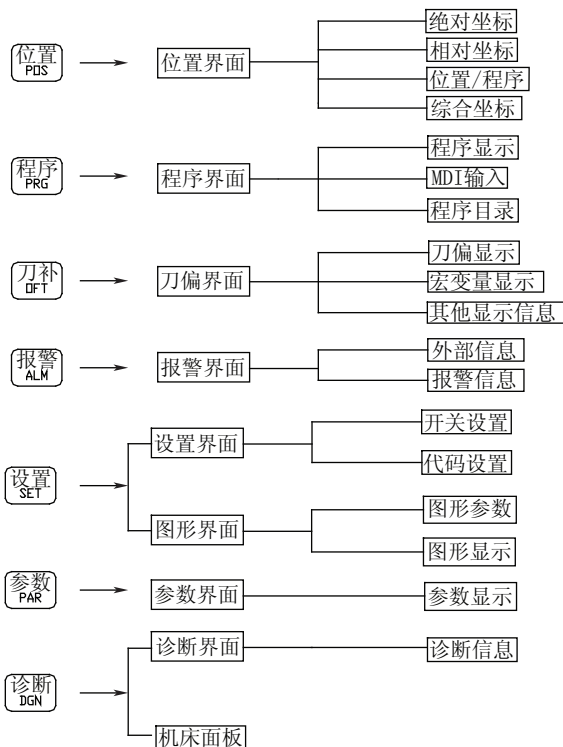 绝对坐标
相对坐标
位置
POS
位置界面
位置/程序
综合坐标
程序显示
程序
PRG
程序界面
MDI输入
程序目录
刀偏显示
刀补
OFT
刀偏界面
宏变量显示
其他显示信息
外部信息
报警
ALM
报警界面
报警信息
开关设置
设置界面
代码设置
设置
SET
图形参数
图形界面
图形显示
参数
PAR
参数界面
参数显示
诊断界面
诊断信息
诊断
DGN
机床面板